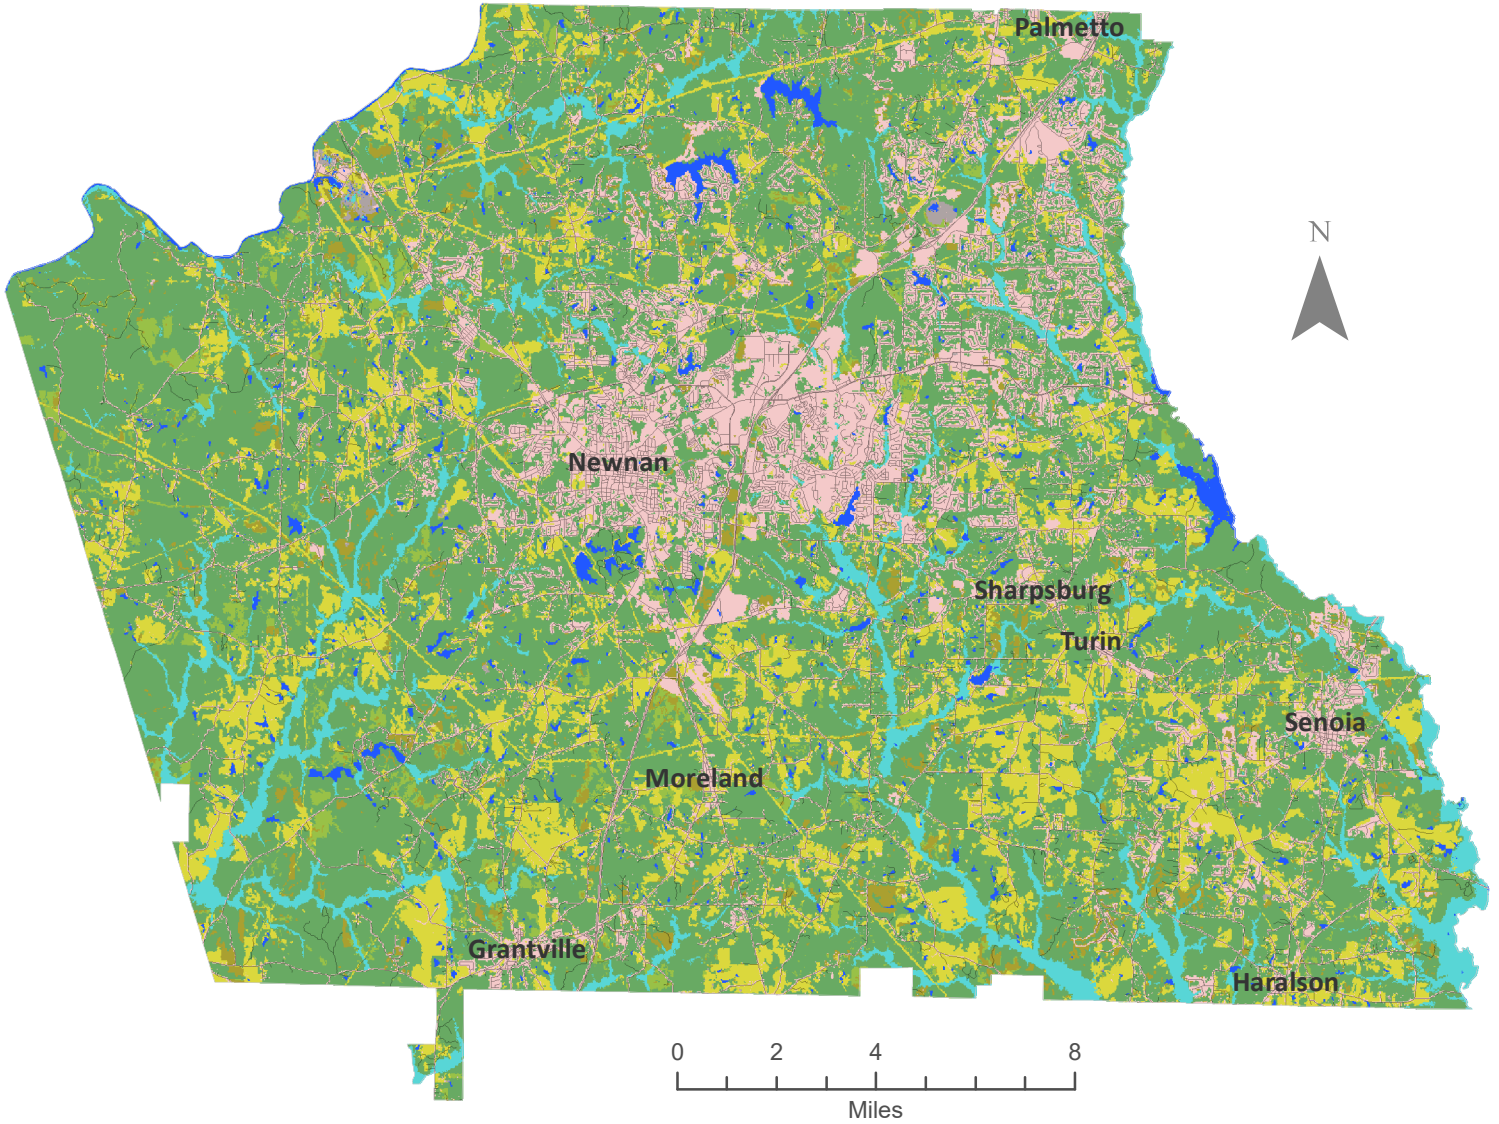 Palmetto
N
Newnan
Sharpsburg
Turin
Senoia
Moreland
Grantville
Haralson
0 2 4 8
Miles